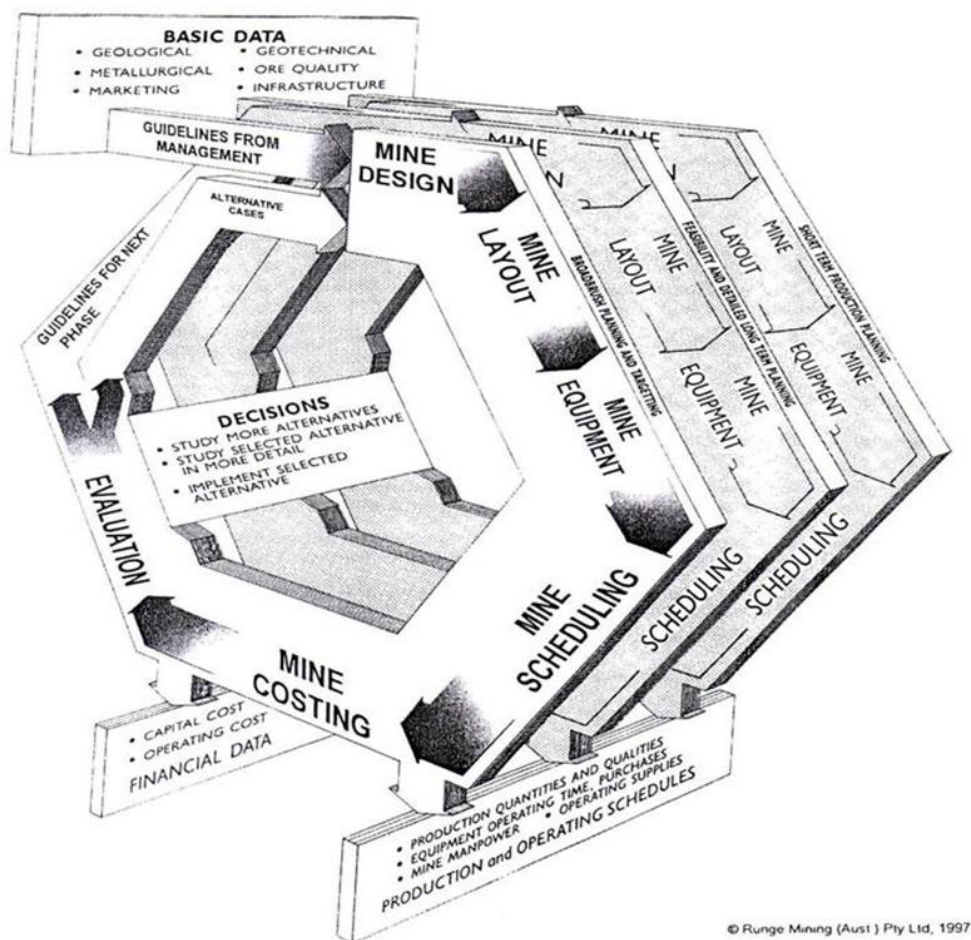 BASIC DATA
• GEOLOGICAL
• METALLURGICAL
• MARKETING
• GEOTECHNICAL
• ORE QUALITY
• INFRASTRUCTURE
GUIDELINES FROM
MANAGEMENT
ALTERNATIVE
CASES
GUIDELINES FOR NEXT
PHASE
MINE
DESIGN
MINE
LAYOUT
MINE
EQUIPMENT
MINE
SCHEDULING
MINE
COSTING
EVALUATION
DECISIONS
• STUDY MORE ALTERNATIVES
• STUDY SELECTED ALTERNATIVE
IN MORE DETAIL
• IMPLEMENT SELECTED
ALTERNATIVE
BROADBRUSH PLANNING AND TARGETTING
MINE
N
MINE
LAYOUT
MINE
EQUIPMENT
SCHEDULING
FEASIBILITY AND DETAILED LONG TERM PLANNING
MINE
N
MINE
LAYOUT
MINE
EQUIPMENT
SCHEDULING
SHORT TERM PRODUCTION PLANNING
• CAPITAL COST
• OPERATING COST
FINANCIAL DATA
• PRODUCTION QUANTITIES AND QUALITIES
• EQUIPMENT OPERATING TIME, PURCHASES
• MINE MANPOWER • OPERATING SUPPLIES
PRODUCTION and OPERATING SCHEDULES
© Runge Mining (Aust ) Pty Ltd, 1997